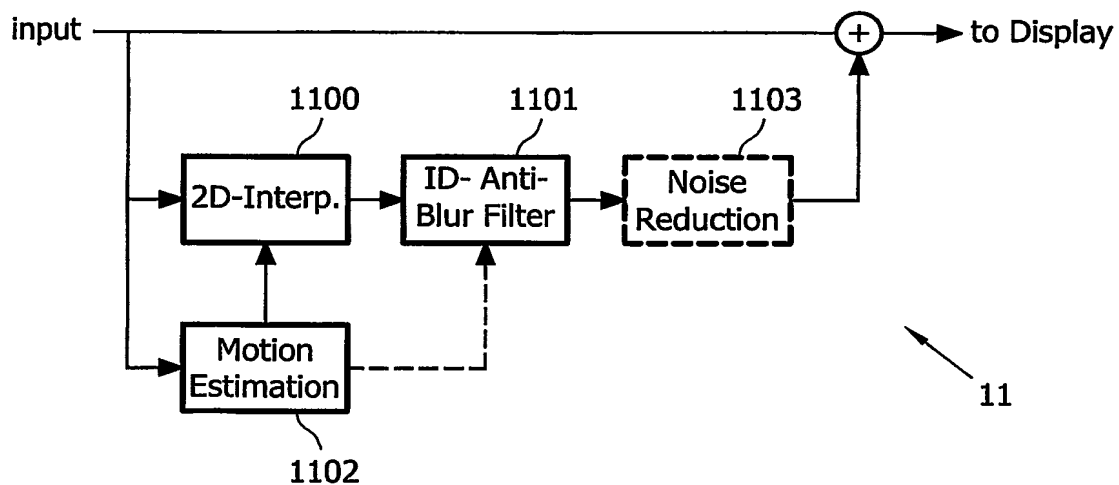 input
+
to Display
1100
1101
1103
2D-Interp.
ID- Anti-
Blur Filter
Noise
Reduction
Motion
Estimation
11
1102